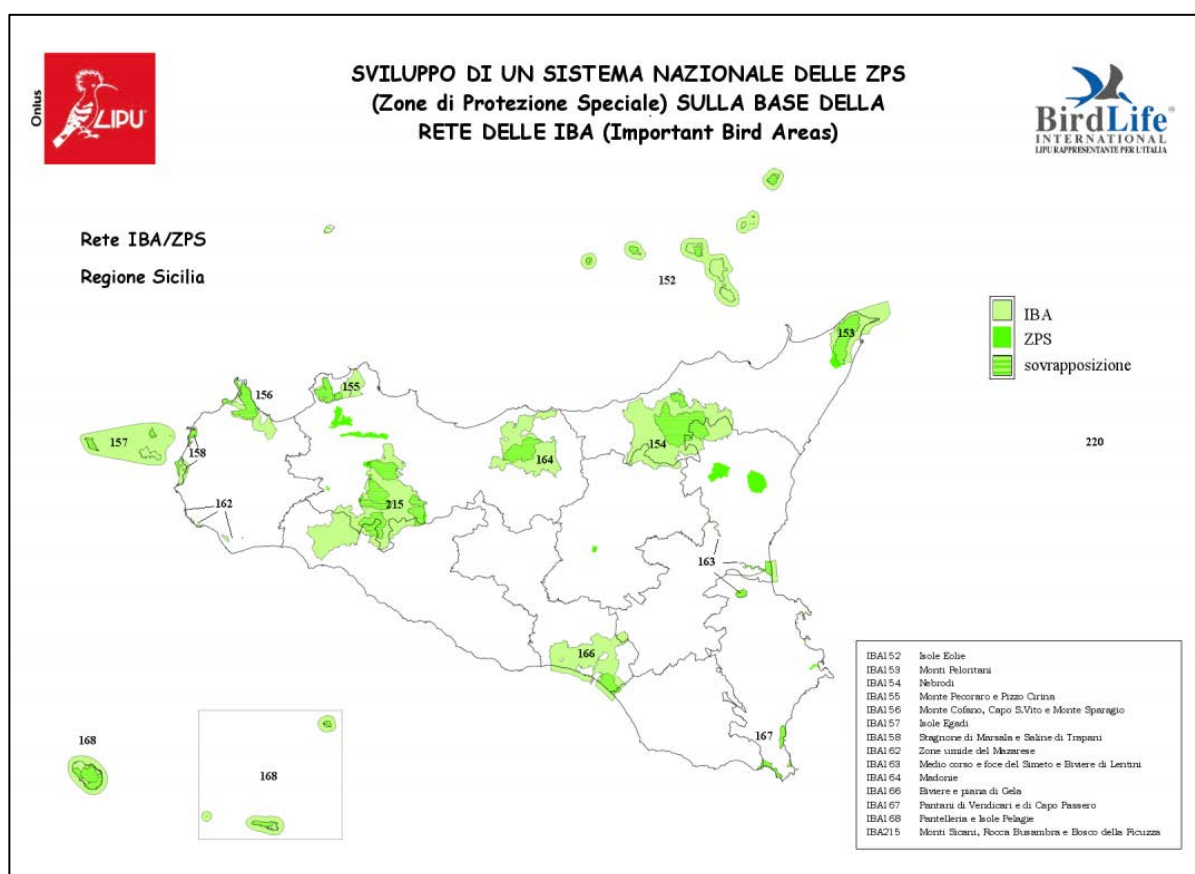 Onlus
LIPU
SVILUPPO DI UN SISTEMA NAZIONALE DELLE ZPS
(Zone di Protezione Speciale) SULLA BASE DELLA
RETE DELLE IBA (Important Bird Areas)
BirdLife®
INTERNATIONAL
LIPU RAPPRESENTANTE PER L'ITALIA
Rete IBA/ZPS
Regione Sicilia
152
IBA
ZPS
sovrapposizione
153
155
156
157
158
154
164
220
215
162
163
166
167
168
168
IBA152 Isole Eolie
IBA153 Monti Peloritani
IBA154 Nebrodi
IBA155 Monte Pecoraro e Pizzo Cirina
IBA156 Monte Cofano, Capo S.Vito e Monte Sparagio
IBA157 Isole Egadi
IBA158 Stagnone di Marsala e Saline di Trapani
IBA162 Zone umide del Mazarese
IBA163 Medio corso e foce del Simeto e Biviere di Lentini
IBA164 Madonie
IBA166 Biviere e piana di Gela
IBA167 Pantani di Vendicari e di Capo Passero
IBA168 Pantelleria e Isole Pelagie
IBA215 Monti Sicani, Rocca Busambra e Bosco della Ficuzza